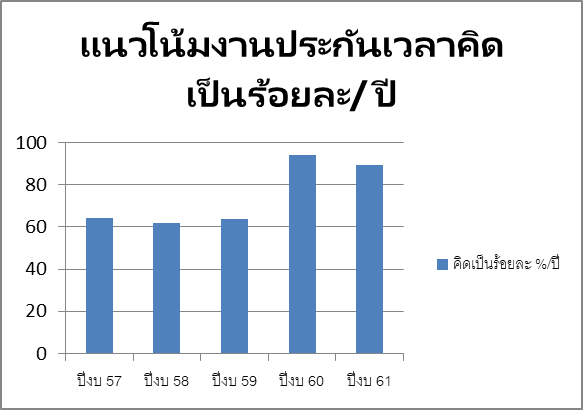 แนวโน้มงานประกันเวลาคิด
เป็นร้อยละ/ ปี
100
80
60
40
20
0
ปีงบ 57 ปีงบ 58 ปีงบ 59 ปีงบ 60 ปีงบ 61
คิดเป็นร้อยละ %/ปี